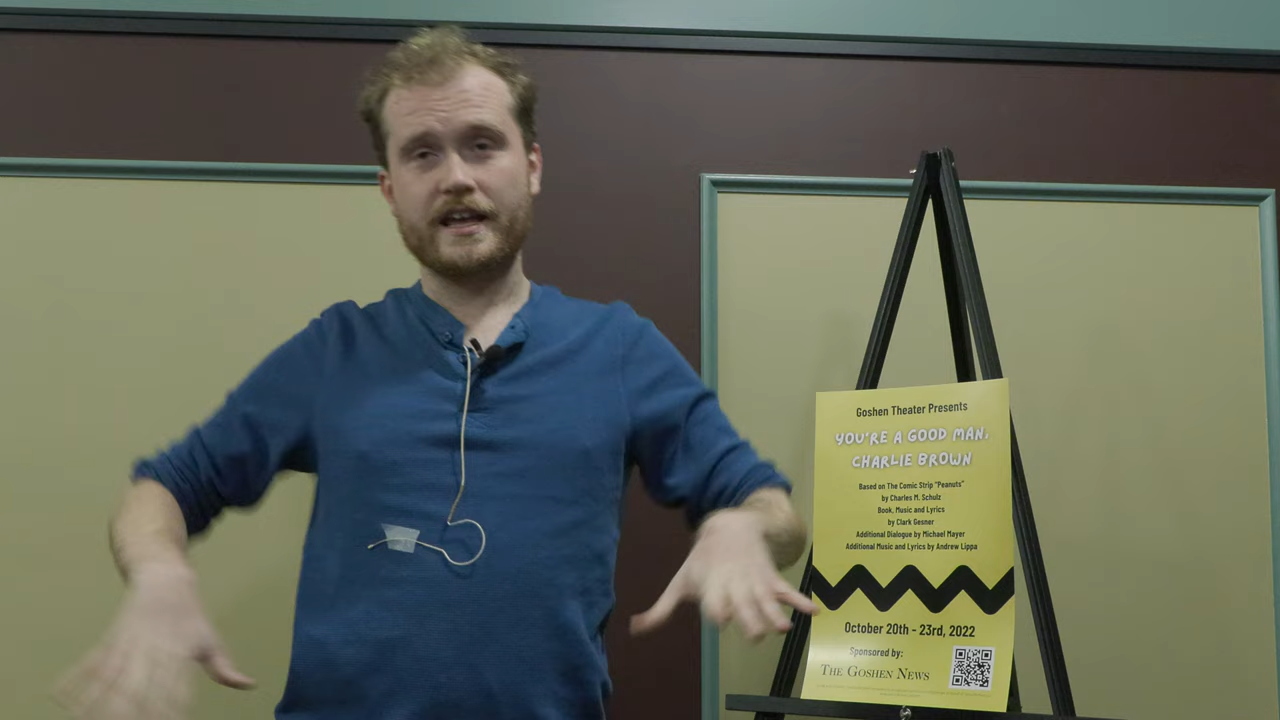 Goshen Theater Presents
YOU'RE A GOOD MAN,
CHARLIE BROWN
Based on The Comic Strip "Peanuts"
by Charles M. Schulz
Book, Music and Lyrics
by Clark Gesner
Additional Dialogue by Michael Mayer
Additional Music and Lyrics by Andrew Lippa
October 20th - 23rd, 2022
Sponsored by:
THE GOSHEN NEWS